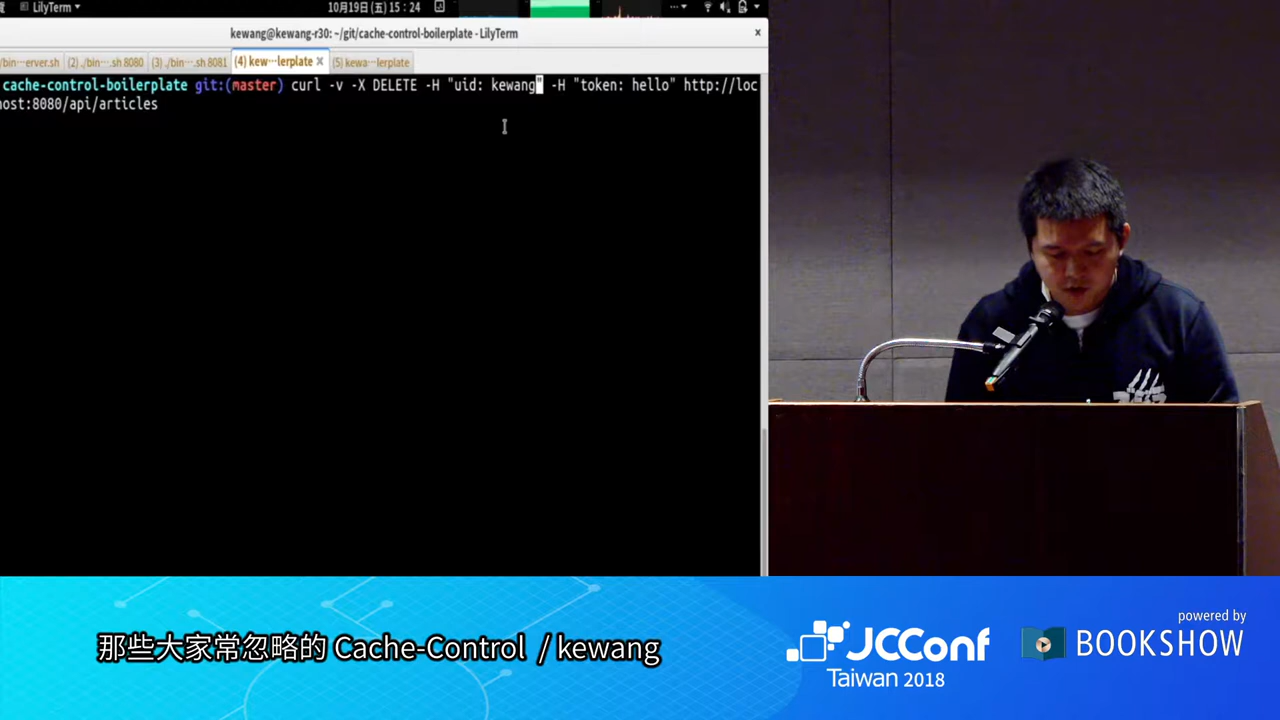 覽 LilyTerm 10月19日(五) 15：24
kewang@kewang-r30: ~/git/cache-control-boilerplate - LilyTerm ×
/bin···erver.sh (2) ./bin···.sh 8080 (3) ./bin···.sh 8081 (4) kew···lerplate × (5) kewa···lerplate
cache-control-boilerplate git:(master) curl -v -X DELETE -H "uid: kewang" -H "token: hello" http://loc
host:8080/api/articles
那些大家常忽略的 Cache-Control / kewang
JCConf
Taiwan 2018
powered by
BOOKSHOW